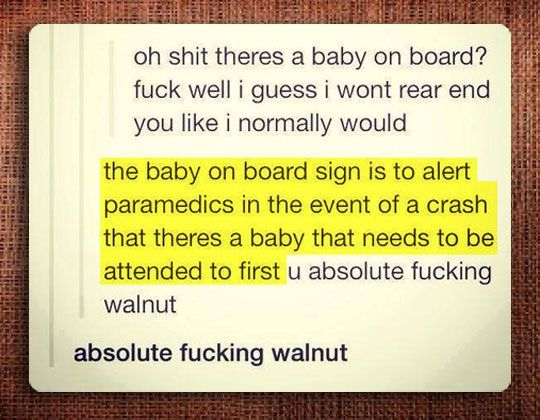 oh shit theres a baby on board?
fuck well i guess i wont rear end
you like i normally would
the baby on board sign is to alert
paramedics in the event of a crash
that theres a baby that needs to be
attended to first u absolute fucking
walnut
absolute fucking walnut